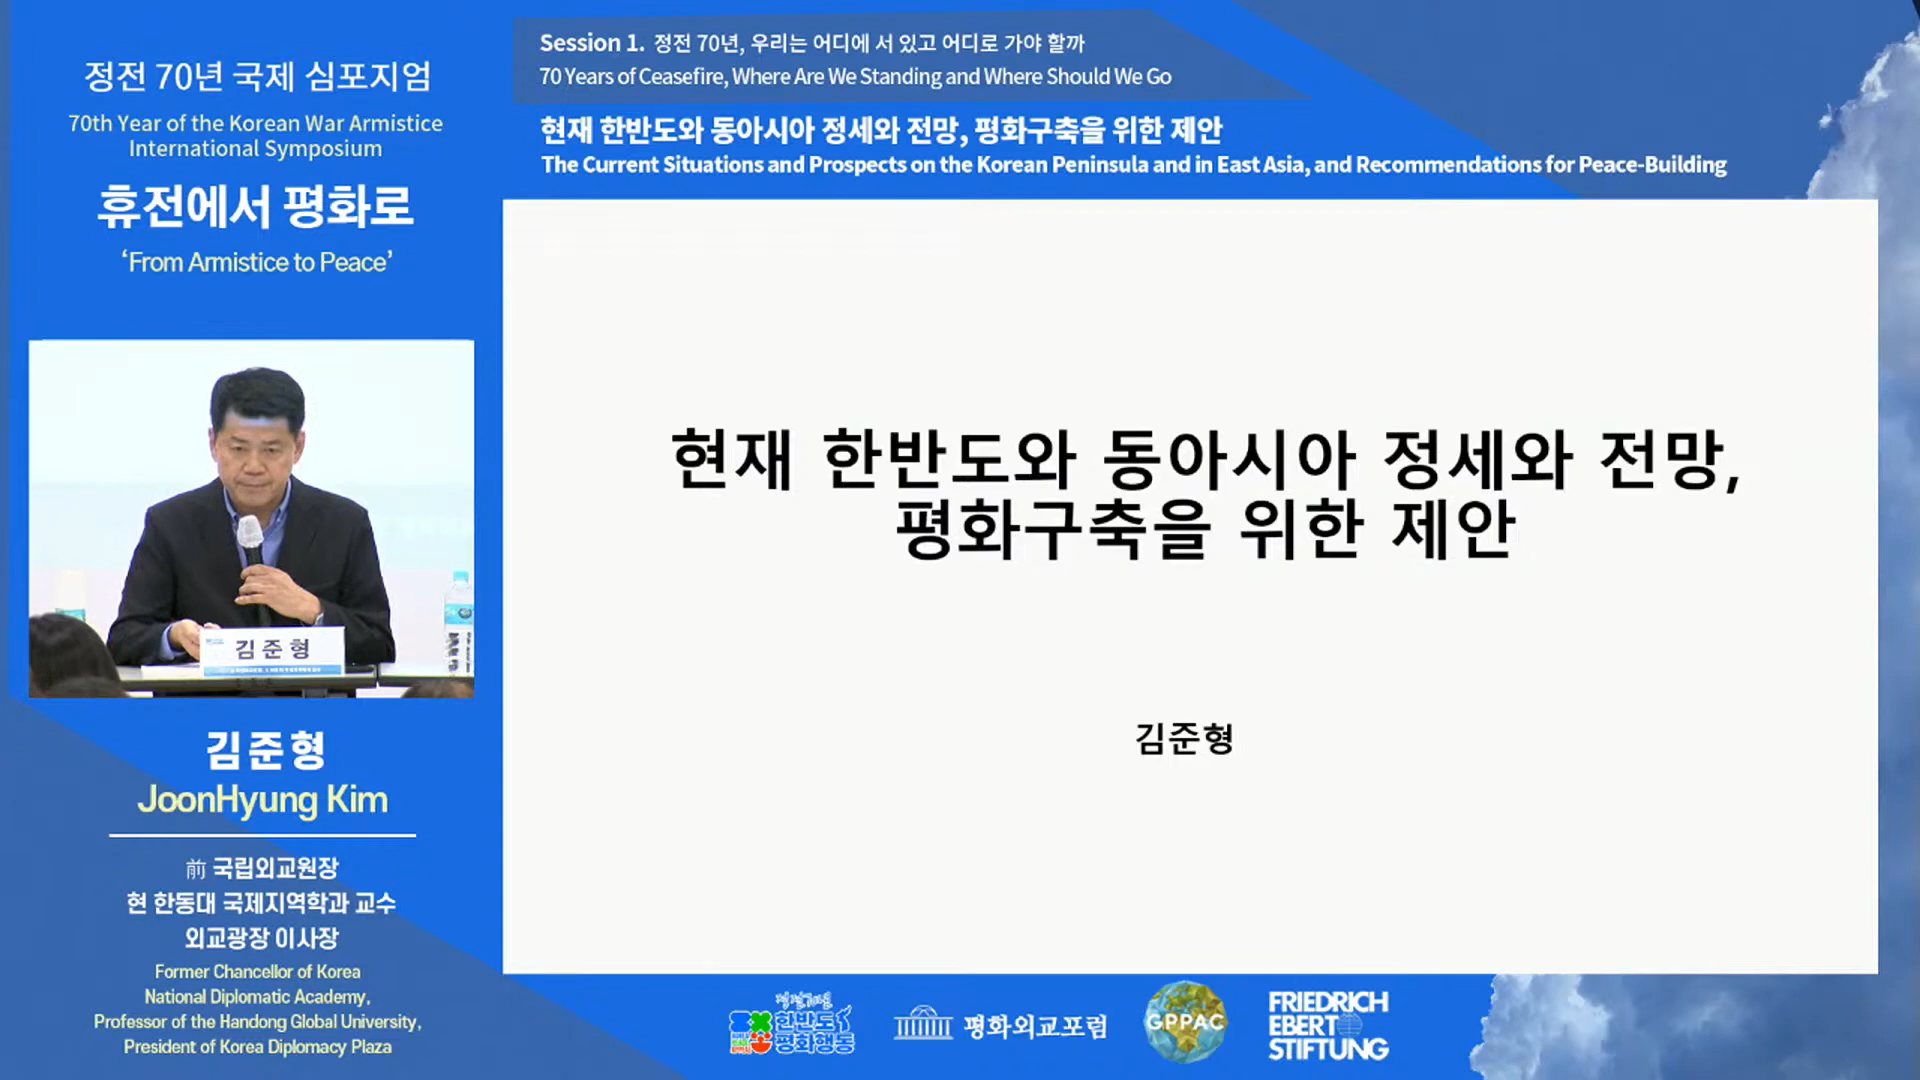 정전 70년 국제 심포지엄
70th Year of the Korean War Armistice
International Symposium
휴전에서 평화로
‘From Armistice to Peace’
Session 1. 정전 70년, 우리는 어디에 서 있고 어디로 가야 할까
70 Years of Ceasefire, Where Are We Standing and Where Should We Go
현재 한반도와 동아시아 정세와 전망, 평화구축을 위한 제안
The Current Situations and Prospects on the Korean Peninsula and in East Asia, and Recommendations for Peace-Building
현재 한반도와 동아시아 정세와 전망,
평화구축을 위한 제안
김준형
김준형
김준형
JoonHyung Kim
前 국립외교원장
현 한동대 국제지역학과 교수
외교광장 이사장
Former Chancellor of Korea
National Diplomatic Academy,
Professor of the Handong Global University,
President of Korea Diplomacy Plaza
정전70년
한반도
평화행동
평화외교포럼
GPPAC
FRIEDRICH
EBERT
STIFTUNG